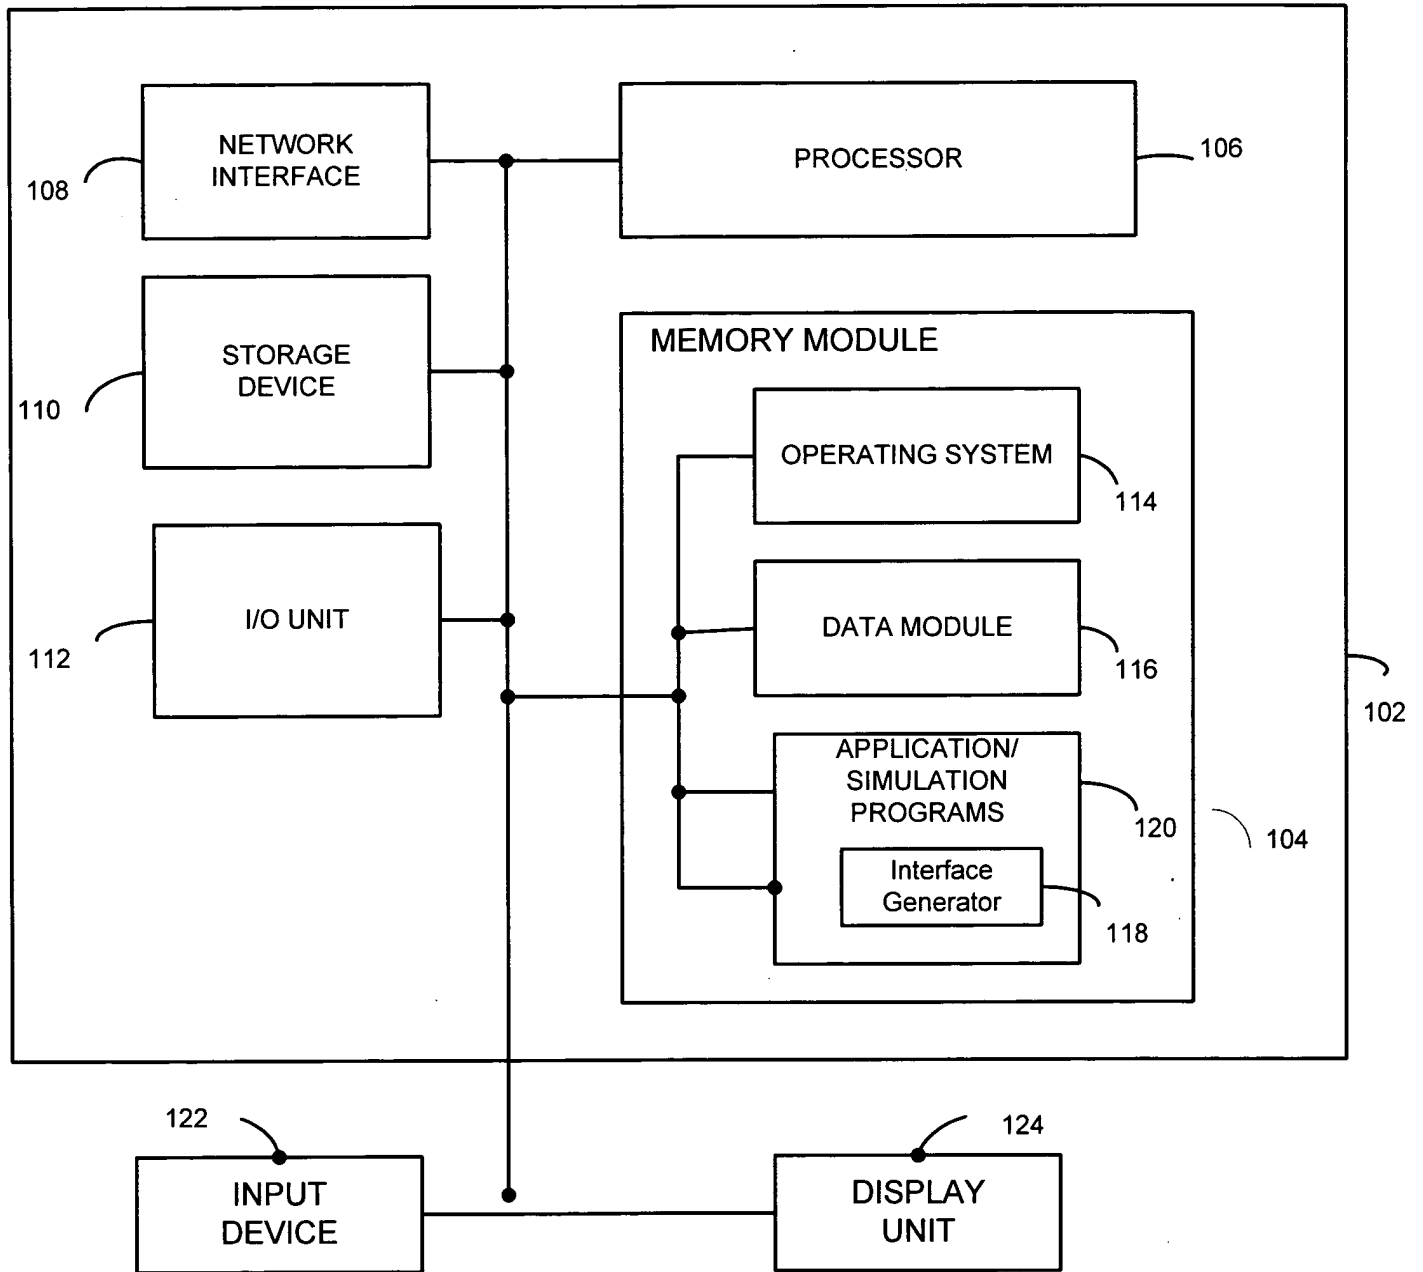 NETWORK
INTERFACE
108
PROCESSOR
106
STORAGE
DEVICE
110
MEMORY MODULE
OPERATING SYSTEM
114
I/O UNIT
112
DATA MODULE
116
102
APPLICATION/
SIMULATION
PROGRAMS
120
104
Interface
Generator
118
122
INPUT
DEVICE
124
DISPLAY
UNIT